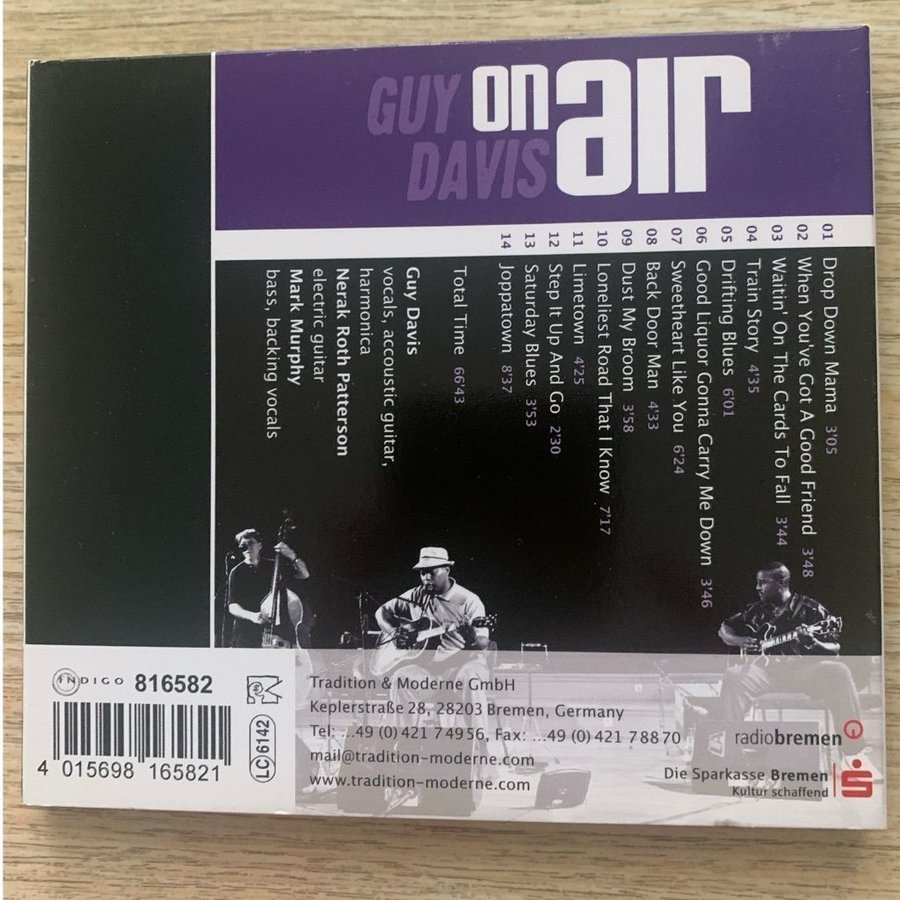 GUY on air
DAVIS
01 Drop Down Mama 3'05
02 When You've Got A Good Friend 3'48
03 Waitin' On The Cards To Fall 3'44
04 Train Story 4'35
05 Drifting Blues 6'01
06 Good Liquor Gonna Carry Me Down 3'46
07 Sweetheart Like You 6'24
08 Back Door Man 4'33
09 Dust My Broom 3'58
10 Loneliest Road That I Know 7'17
11 Limetown 4'25
12 Step It Up And Go 2'30
13 Saturday Blues 3'53
14 Joppatown 8'37
Total Time 66'43
Guy Davis
vocals, accoustic guitar,
harmonica
Nerak Roth Patterson
electric guitar
Mark Murphy
bass, backing vocals
INDIGO 816582
4 015698 165821
LC6142
Tradition & Moderne GmbH
Keplerstraße 28, 28203 Bremen, Germany
Tel: ...49 (0) 421 7 49 56, Fax: ...49 (0) 421 7 88 70
mail@tradition-moderne.com
www.tradition-moderne.com
radiobremen
Die Sparkasse Bremen
Kultur schaffend